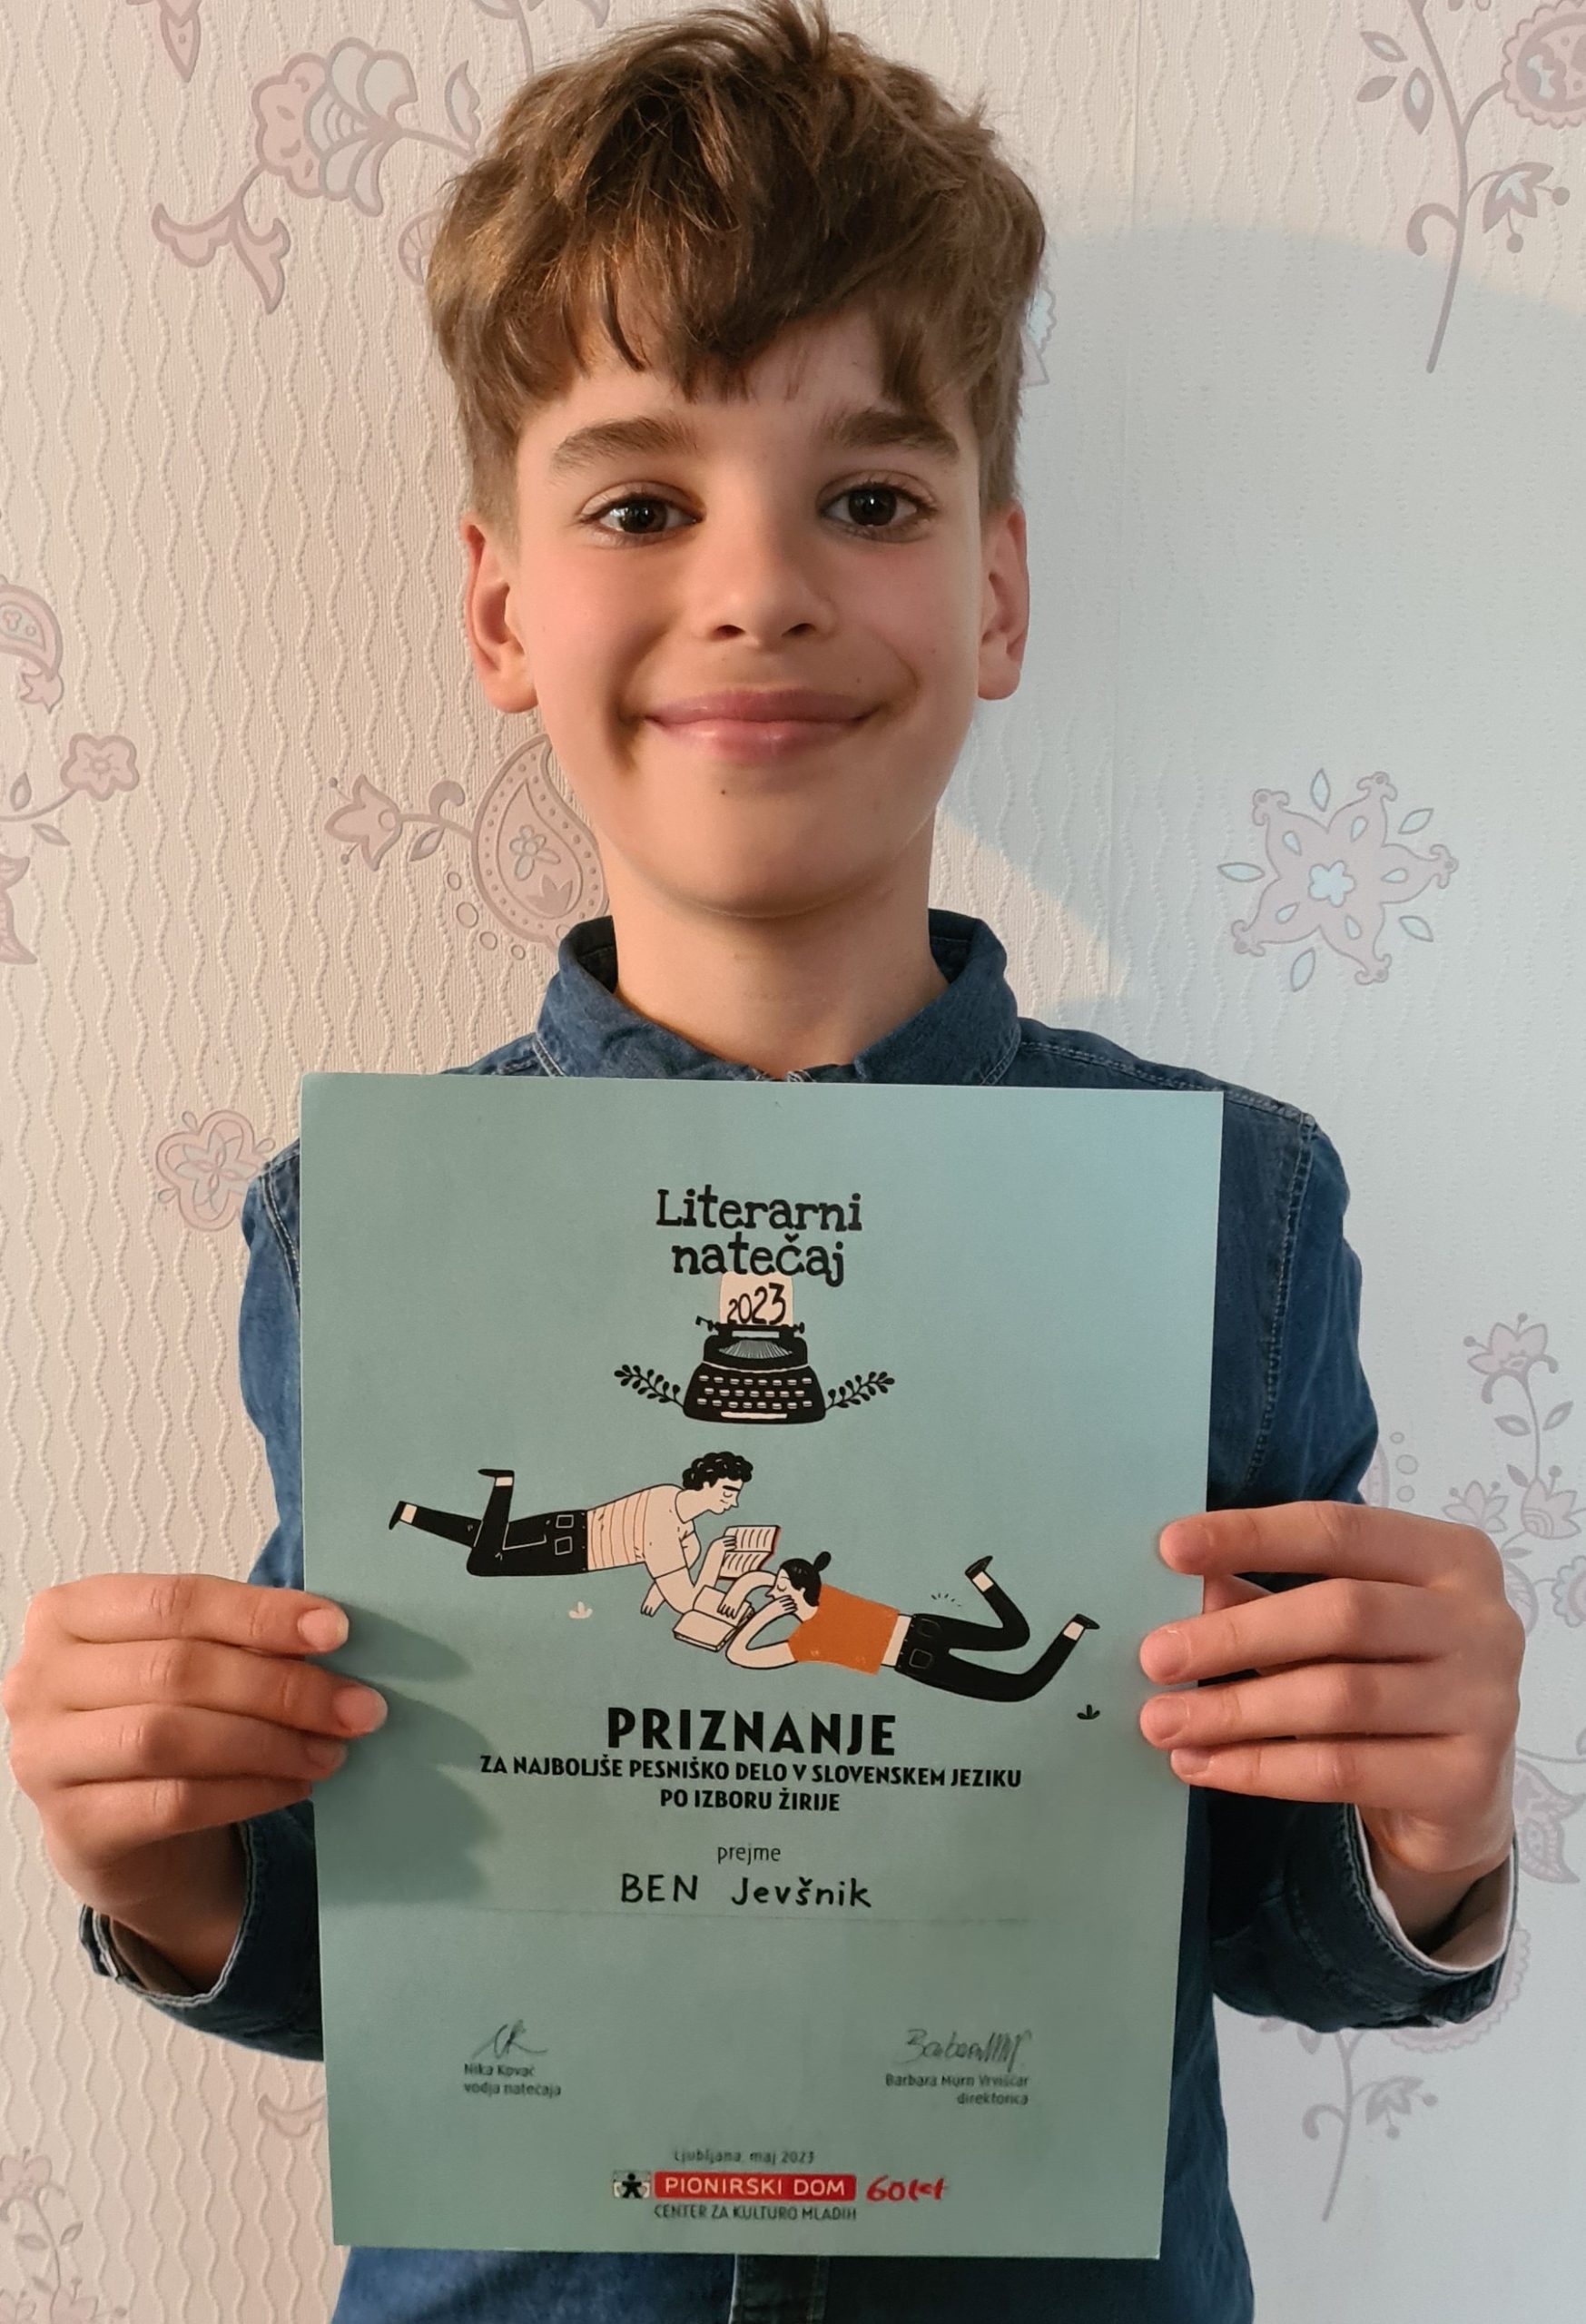 Literarni
natečaj
2023
PRIZNANJE
ZA NAJBOLJŠE PESNIŠKO DELO V SLOVENSKEM JEZIKU
PO IZBORU ŽIRIJE
prejme
BEN Jevšnik
Nika Kovač
vodja natečaja
Barbara Murn Vrviščar
direktorica
Ljubljana, maj 2023
PIONIRSKI DOM 60 let
CENTER ZA KULTURO MLADIH